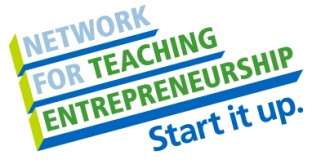 NETWORK
FOR TEACHING
ENTREPRENEURSHIP
Start it up.